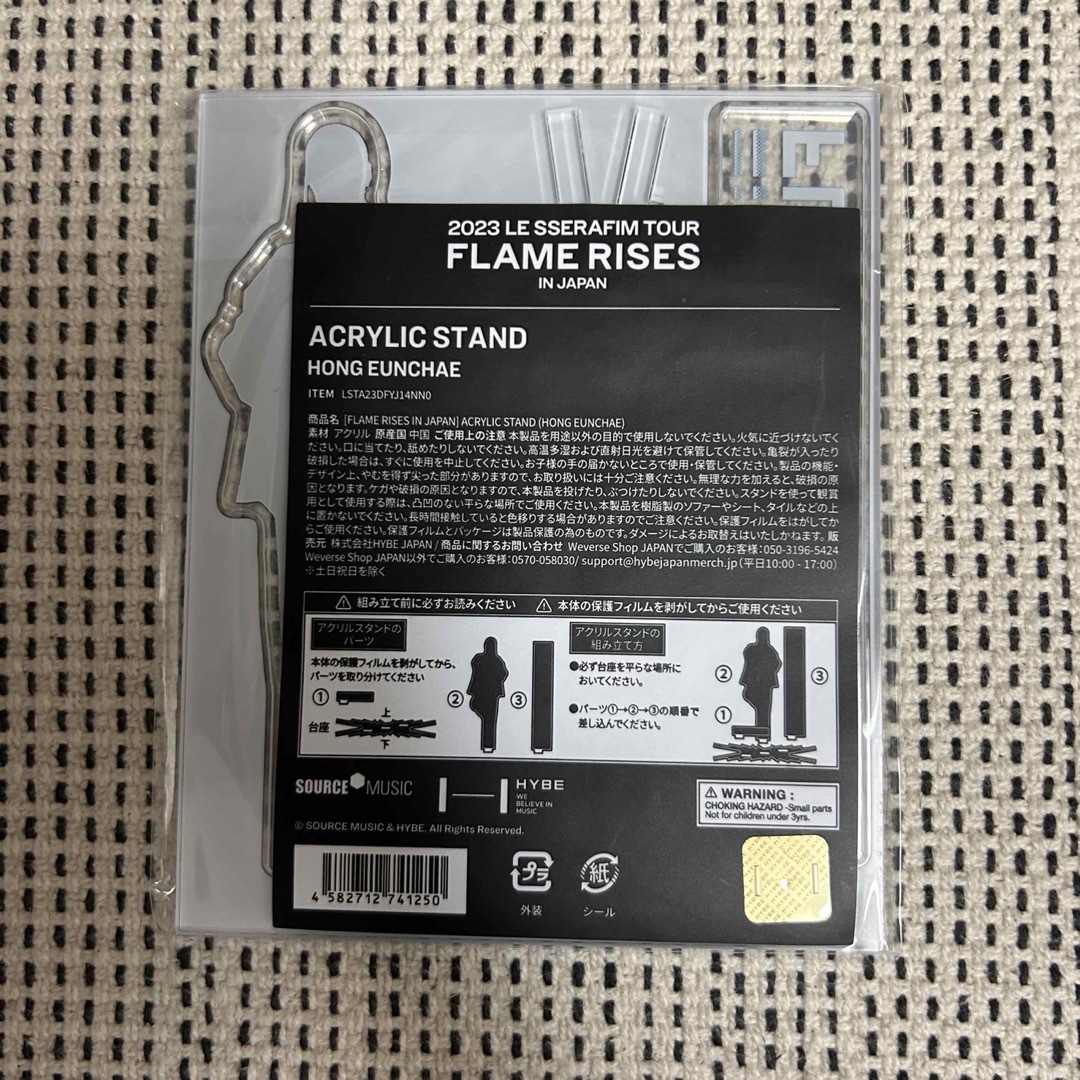 2023 LE SSERAFIM TOUR
FLAME RISES
IN JAPAN
ACRYLIC STAND
HONG EUNCHAE
ITEM LSTA23DFYJ14NN0
商品名 [FLAME RISES IN JAPAN] ACRYLIC STAND (HONG EUNCHAE)
素材 アクリル 原産国 中国 ご使用上の注意 本製品を用途以外の目的で使用しないでください。火気に近づけないでく
ださい。口に当てたり、舐めたりしないでください。高温多湿および直射日光を避けて保管してください。亀裂が入ったり
破損した場合は、すぐに使用を中止してください。お子様の手の届かないところで使用・保管してください。製品の機能・
デザイン上、やむを得ず尖った部分がありますので、お取り扱いには十分ご注意ください。無理な力を加えると、破損の原
因となります。ケガや破損の原因となりますので、本製品を投げたり、ぶつけたりしないでください。スタンドを使って観賞
用として使用する際は、凸凹のない平らな場所でご使用ください。本製品を樹脂製のソファーやシート、タイルなどの上
に置かないでください。長時間接触していると色移りする場合がありますのでご注意ください。保護フィルムをはがしてか
らご使用ください。保護フィルムとパッケージは製品保護の為のものです。ダメージによるお取替えはいたしかねます。 販
売元 株式会社HYBE JAPAN / 商品に関するお問い合わせ Weverse Shop JAPANでご購入のお客様：050-3196-5424
Weverse Shop JAPAN以外でご購入のお客様：0570-058030/ support@hybejapanmerch.jp（平日10:00 - 17:00）
※土日祝日を除く
組み立て前に必ずお読みください 本体の保護フィルムを剥がしてからご使用ください
アクリルスタンドの
パーツ
本体の保護フィルムを剥がしてから、
パーツを取り分けてください
① ② ③
上
台座
下
アクリルスタンドの
組み立て方
●必ず台座を平らな場所に
おいてください。
●パーツ①→②→③の順番で
差し込んでください。
② ③
①
SOURCE MUSIC
HYBE
WE
BELIEVE IN
MUSIC
WARNING :
CHOKING HAZARD -Small parts
Not for children under 3yrs.
© SOURCE MUSIC & HYBE. All Rights Reserved.
4 582712 741250
プラ
外装
紙
シール